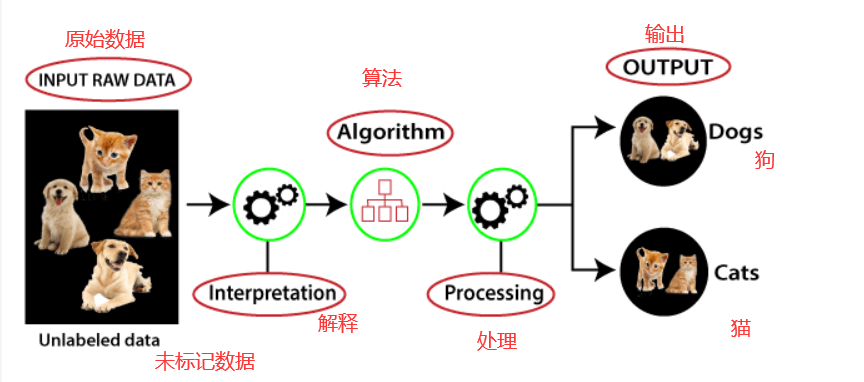 原始数据
INPUT RAW DATA
算法
Algorithm
输出
OUTPUT
Dogs
狗
Interpretation
解释
Processing
处理
Cats
猫
Unlabeled data
未标记数据